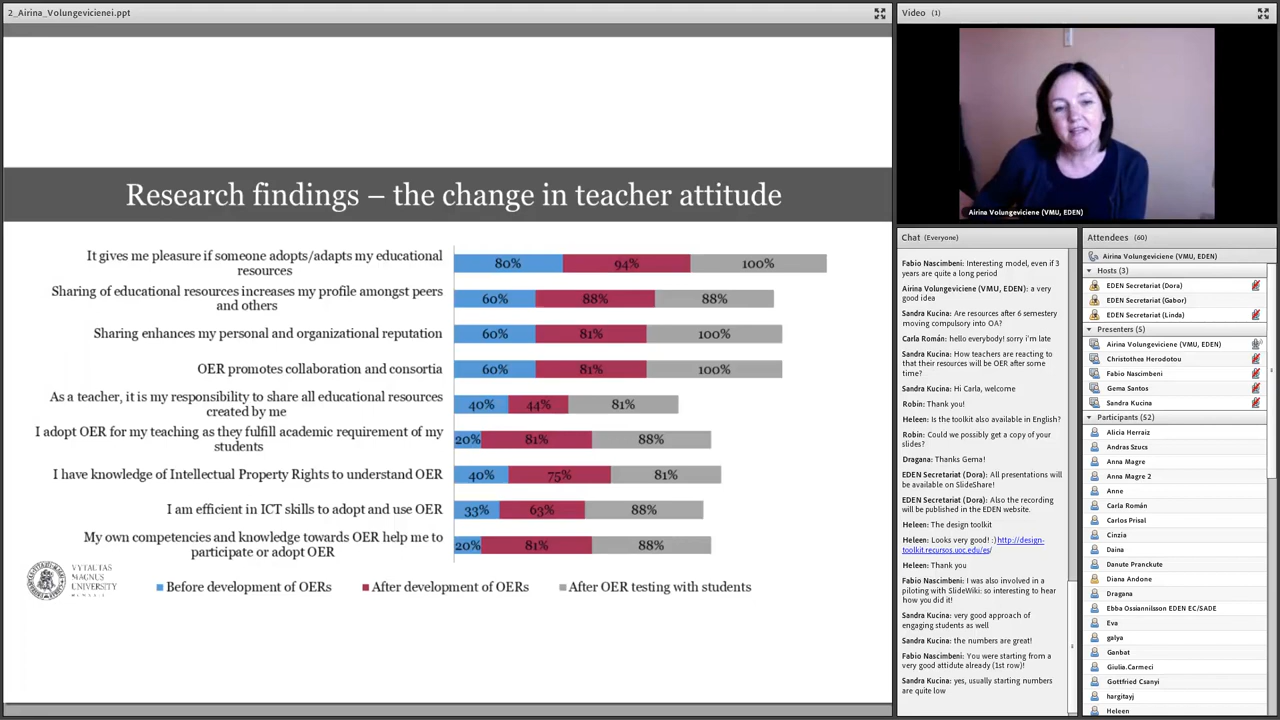 2_Airina_Volungevicienei.ppt
Research findings – the change in teacher attitude
It gives me pleasure if someone adopts/adapts my educational
resources
80%
94%
100%
Sharing of educational resources increases my profile amongst peers
and others
60%
88%
88%
Sharing enhances my personal and organizational reputation
60%
81%
100%
OER promotes collaboration and consortia
60%
81%
100%
As a teacher, it is my responsibility to share all educational resources
created by me
40%
44%
81%
I adopt OER for my teaching as they fulfill academic requirement of my
students
20%
81%
88%
I have knowledge of Intellectual Property Rights to understand OER
40%
75%
81%
I am efficient in ICT skills to adopt and use OER
33%
63%
88%
My own competencies and knowledge towards OER help me to
participate or adopt OER
20%
81%
88%
VYTAUTAS
MAGNUS
UNIVERSITY
Before development of OERs
After development of OERs
After OER testing with students
Video (1)
Airina Volungeviciene (VMU, EDEN)
Chat (Everyone)
Fabio Nascimbeni: Interesting model, even if 3
years are quite a long period
Airina Volungeviciene (VMU, EDEN): a very
good idea
Sandra Kucina: Are resources after 6 semestery
moving compulsory into OA?
Carla Román: hello everybody! sorry i'm late
Sandra Kucina: How teachers are reacting to
that their resources will be OER after some
time?
Sandra Kucina: Hi Carla, welcome
Robin: Thank you!
Heleen: Is the toolkit also available in English?
Robin: Could we possibly get a copy of your
slides?
Dragana: Thanks Gema!
EDEN Secretariat (Dora): All presentations will
be available on SlideShare!
EDEN Secretariat (Dora): Also the recording
will be published in the EDEN website.
Heleen: The design toolkit
Heleen: Looks very good! :) http://design-
toolkit.recursos.uoc.edu/es/
Heleen: Thank you
Fabio Nascimbeni: I was also involved in a
piloting with SlideWiki: so interesting to hear
how you did it!
Sandra Kucina: very good approach of
engaging students as well
Sandra Kucina: the numbers are great!
Fabio Nascimbeni: You were starting from a
very good attidute already (1st row)!
Sandra Kucina: yes, usually starting numbers
are quite low
Attendees (60)
Airina Volungeviciene (VMU, EDEN)
Hosts (3)
EDEN Secretariat (Dora)
EDEN Secretariat (Gabor)
EDEN Secretariat (Linda)
Presenters (5)
Airina Volungeviciene (VMU, EDEN)
Christothea Herodotou
Fabio Nascimbeni
Gema Santos
Sandra Kucina
Participants (52)
Alicia Herraiz
Andras Szucs
Anna Magre
Anna Magre 2
Anne
Carla Román
Carlos Prisal
Cinzia
Daina
Danute Pranckute
Diana Andone
Dragana
Ebba Ossiannilsson EDEN EC/SADE
Eva
galya
Ganbat
Giulia.Carmeci
Gottfried Csanyi
hargitayj
Heleen